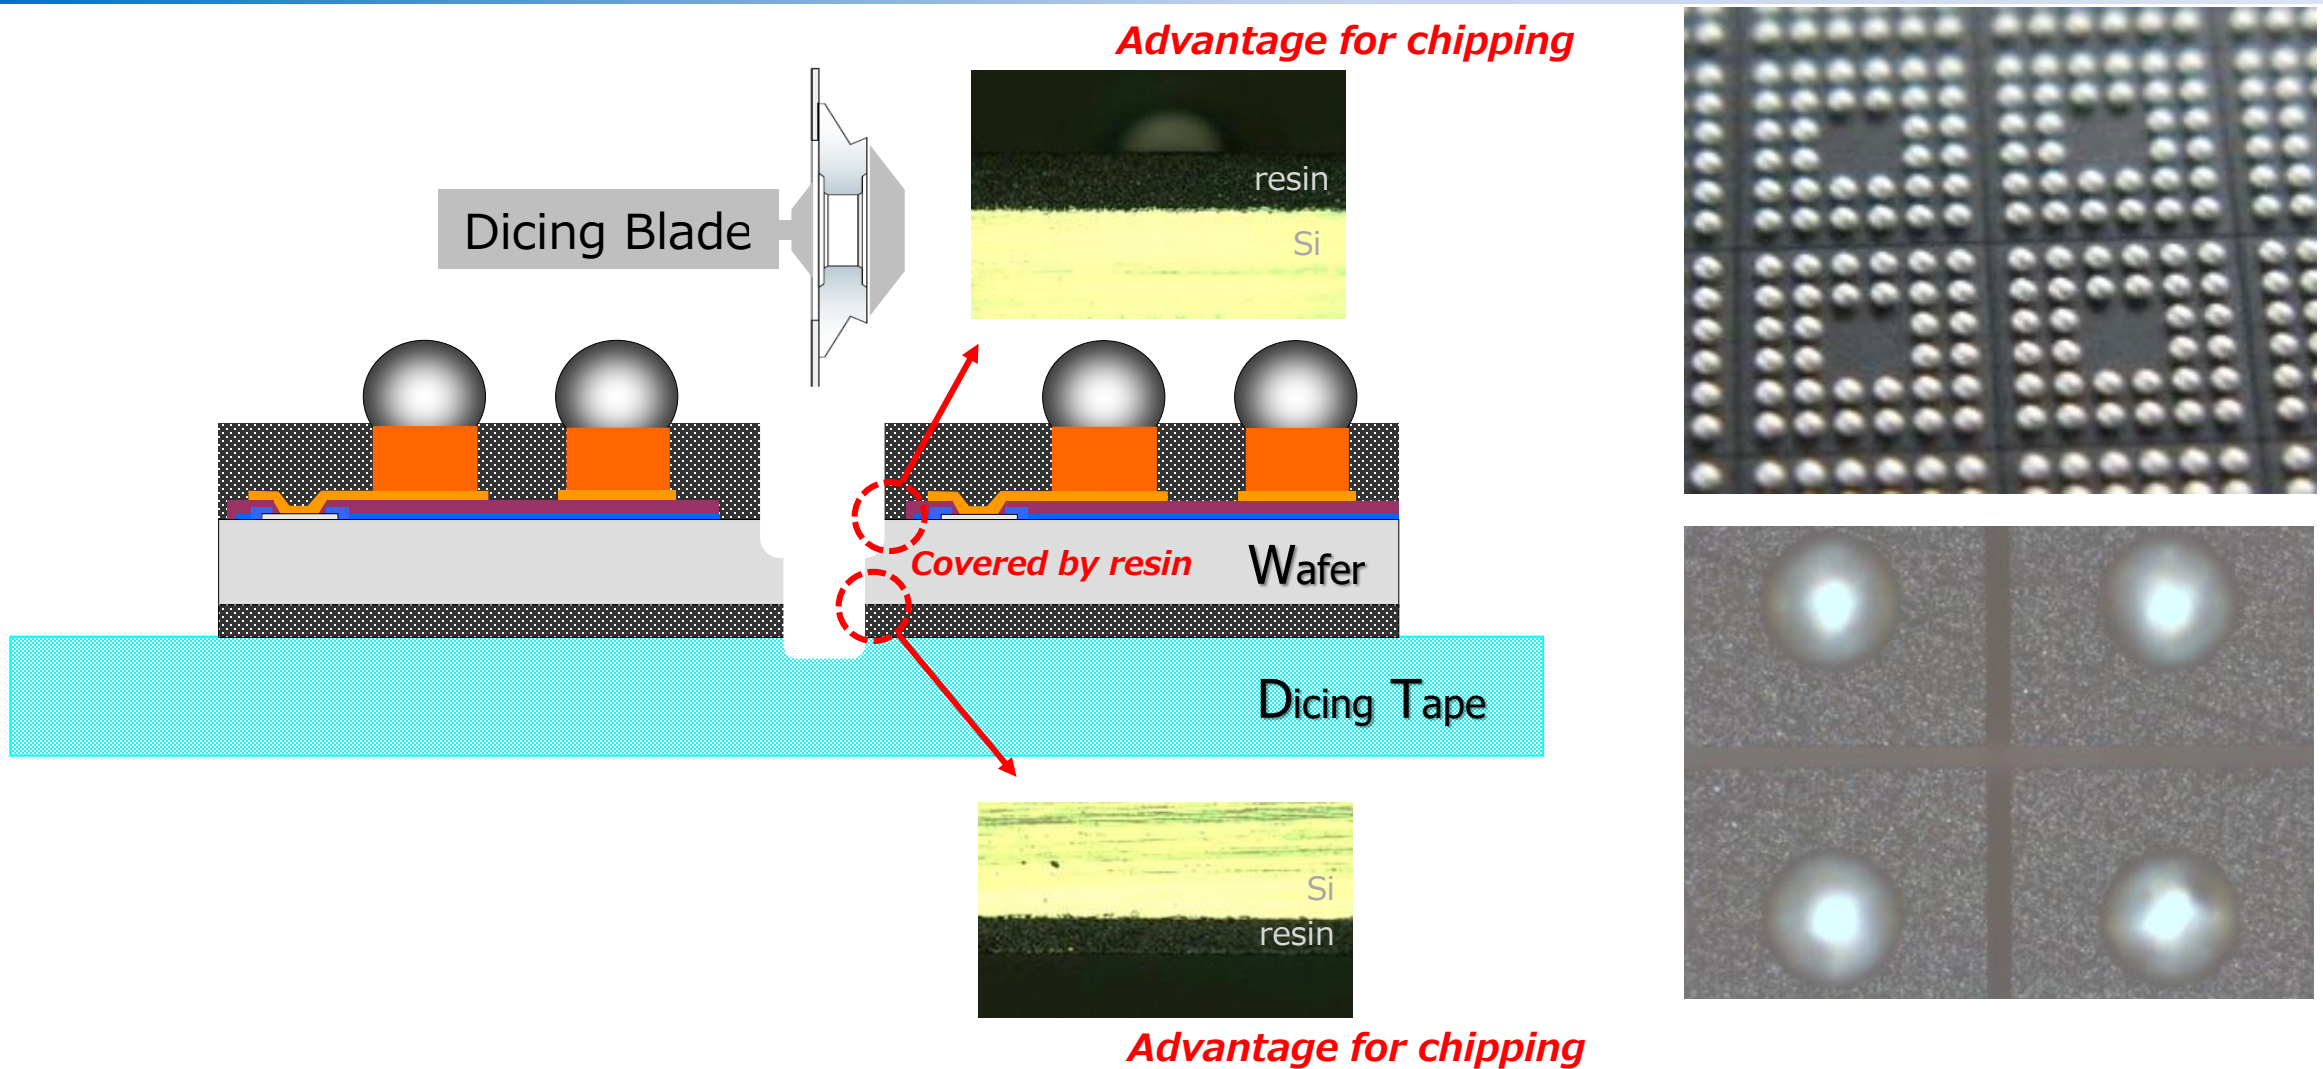 Advantage for chipping
resin
Si
Dicing Blade
Covered by resin
Wafer
Dicing Tape
Si
resin
Advantage for chipping